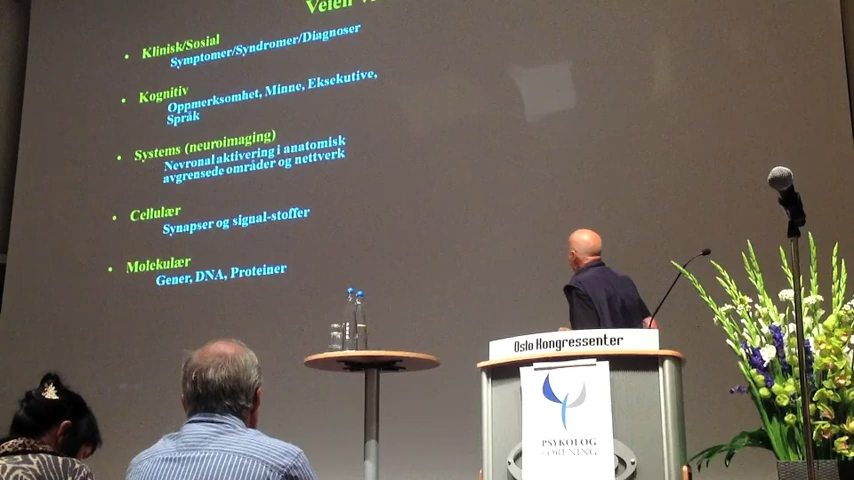 Veien
• Klinisk/Sosial
Symptomer/Syndromer/Diagnoser
• Kognitiv
Oppmerksomhet, Minne, Eksekutive,
Språk
• Systems (neuroimaging)
Nevronal aktivering i anatomisk
avgrensede områder og nettverk
• Cellulær
Synapser og signal-stoffer
• Molekulær
Gener, DNA, Proteiner
Oslo Kongressenter
PSYKOLOG
FORENING